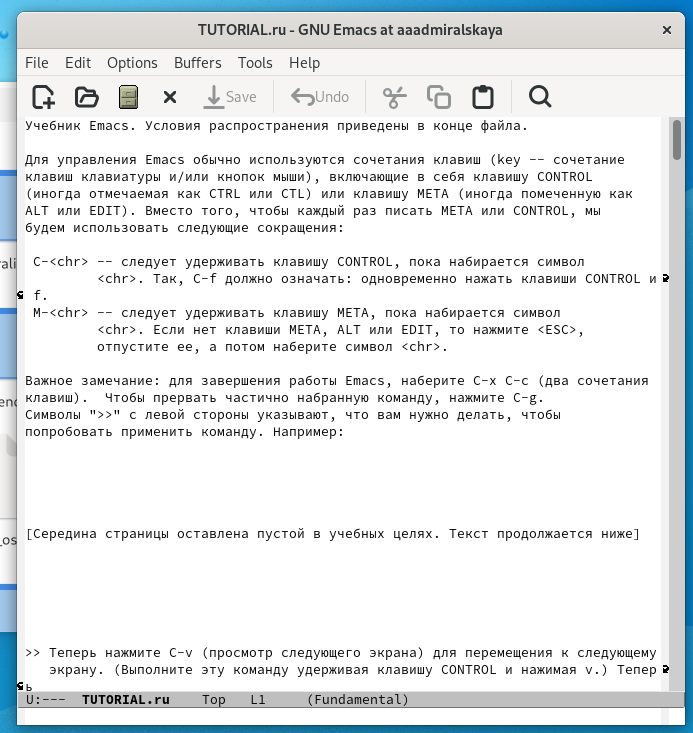 TUTORIAL.ru - GNU Emacs at aaadmiralskaya
File Edit Options Buffers Tools Help
Save Undo
Учебник Emacs. Условия распространения приведены в конце файла.
Для управления Emacs обычно используются сочетания клавиш (key -- сочетание
клавиш клавиатуры и/или кнопок мыши), включающие в себя клавишу CONTROL
(иногда отмечаемая как CTRL или CTL) или клавишу META (иногда помеченную как
ALT или EDIT). Вместо того, чтобы каждый раз писать META или CONTROL, мы
будем использовать следующие сокращения:
C-<chr> -- следует удерживать клавишу CONTROL, пока набирается символ
<chr>. Так, C-f должно означать: одновременно нажать клавиши CONTROL и
f.
M-<chr> -- следует удерживать клавишу META, пока набирается символ
<chr>. Если нет клавиши META, ALT или EDIT, то нажмите <ESC>,
отпустите ее, а потом наберите символ <chr>.
Важное замечание: для завершения работы Emacs, наберите C-x C-c (два сочетания
клавиш).  Чтобы прервать частично набранную команду, нажмите C-g.
Символы ">>" с левой стороны указывают, что вам нужно делать, чтобы
попробовать применить команду. Например:
[Середина страницы оставлена пустой в учебных целях. Текст продолжается ниже]
>> Теперь нажмите C-v (просмотр следующего экрана) для перемещения к следующему
экрану. (Выполните эту команду удерживая клавишу CONTROL и нажимая v.) Тепер
ь
U:---  TUTORIAL.ru    Top   L1     (Fundamental)